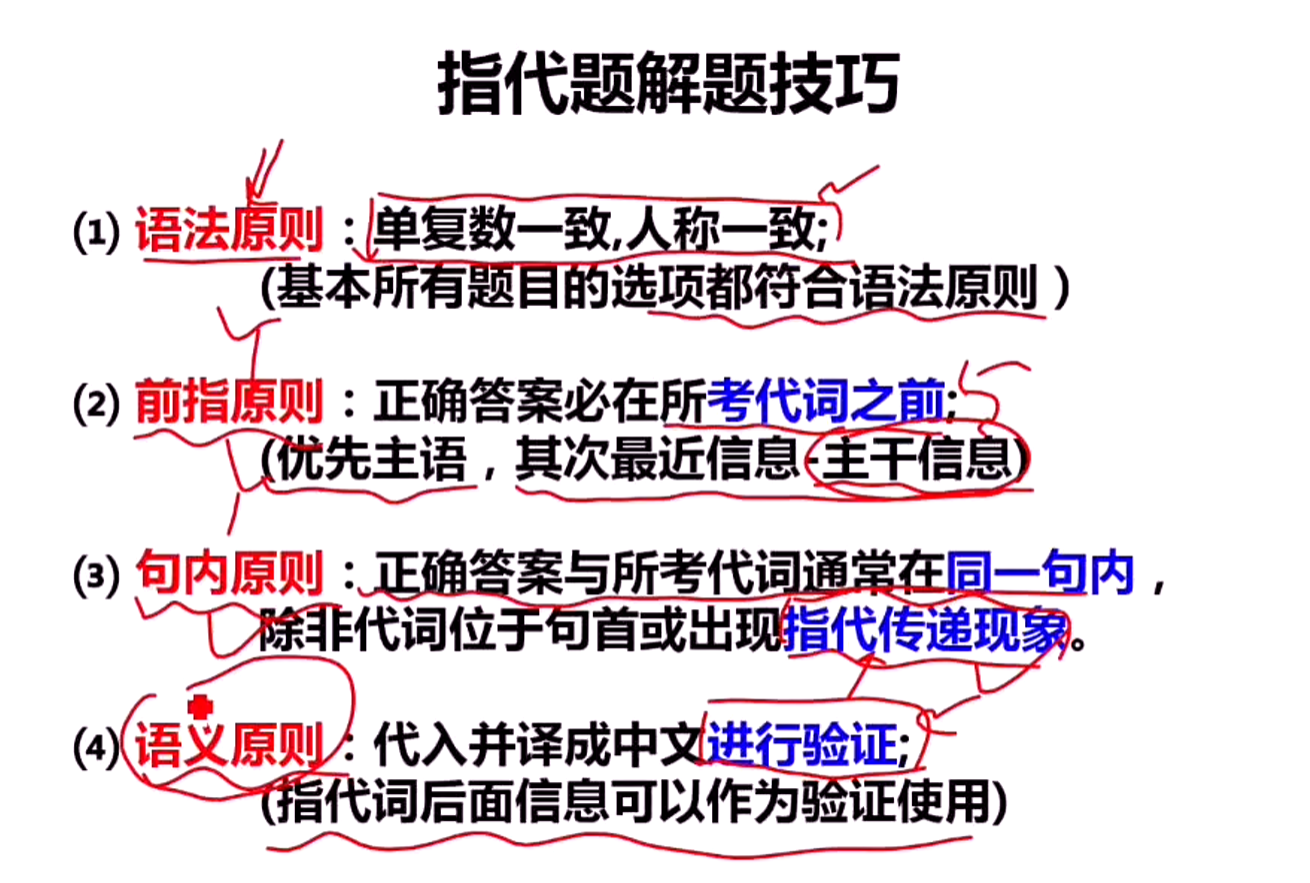 指代题解题技巧
(1) 语法原则：单复数一致,人称一致;
(基本所有题目的选项都符合语法原则）
(2) 前指原则：正确答案必在所考代词之前;
(优先主语，其次最近信息-主干信息)
(3) 句内原则：正确答案与所考代词通常在同一句内，
除非代词位于句首或出现指代传递现象。
(4) 语义原则：代入并译成中文进行验证;
(指代词后面信息可以作为验证使用)